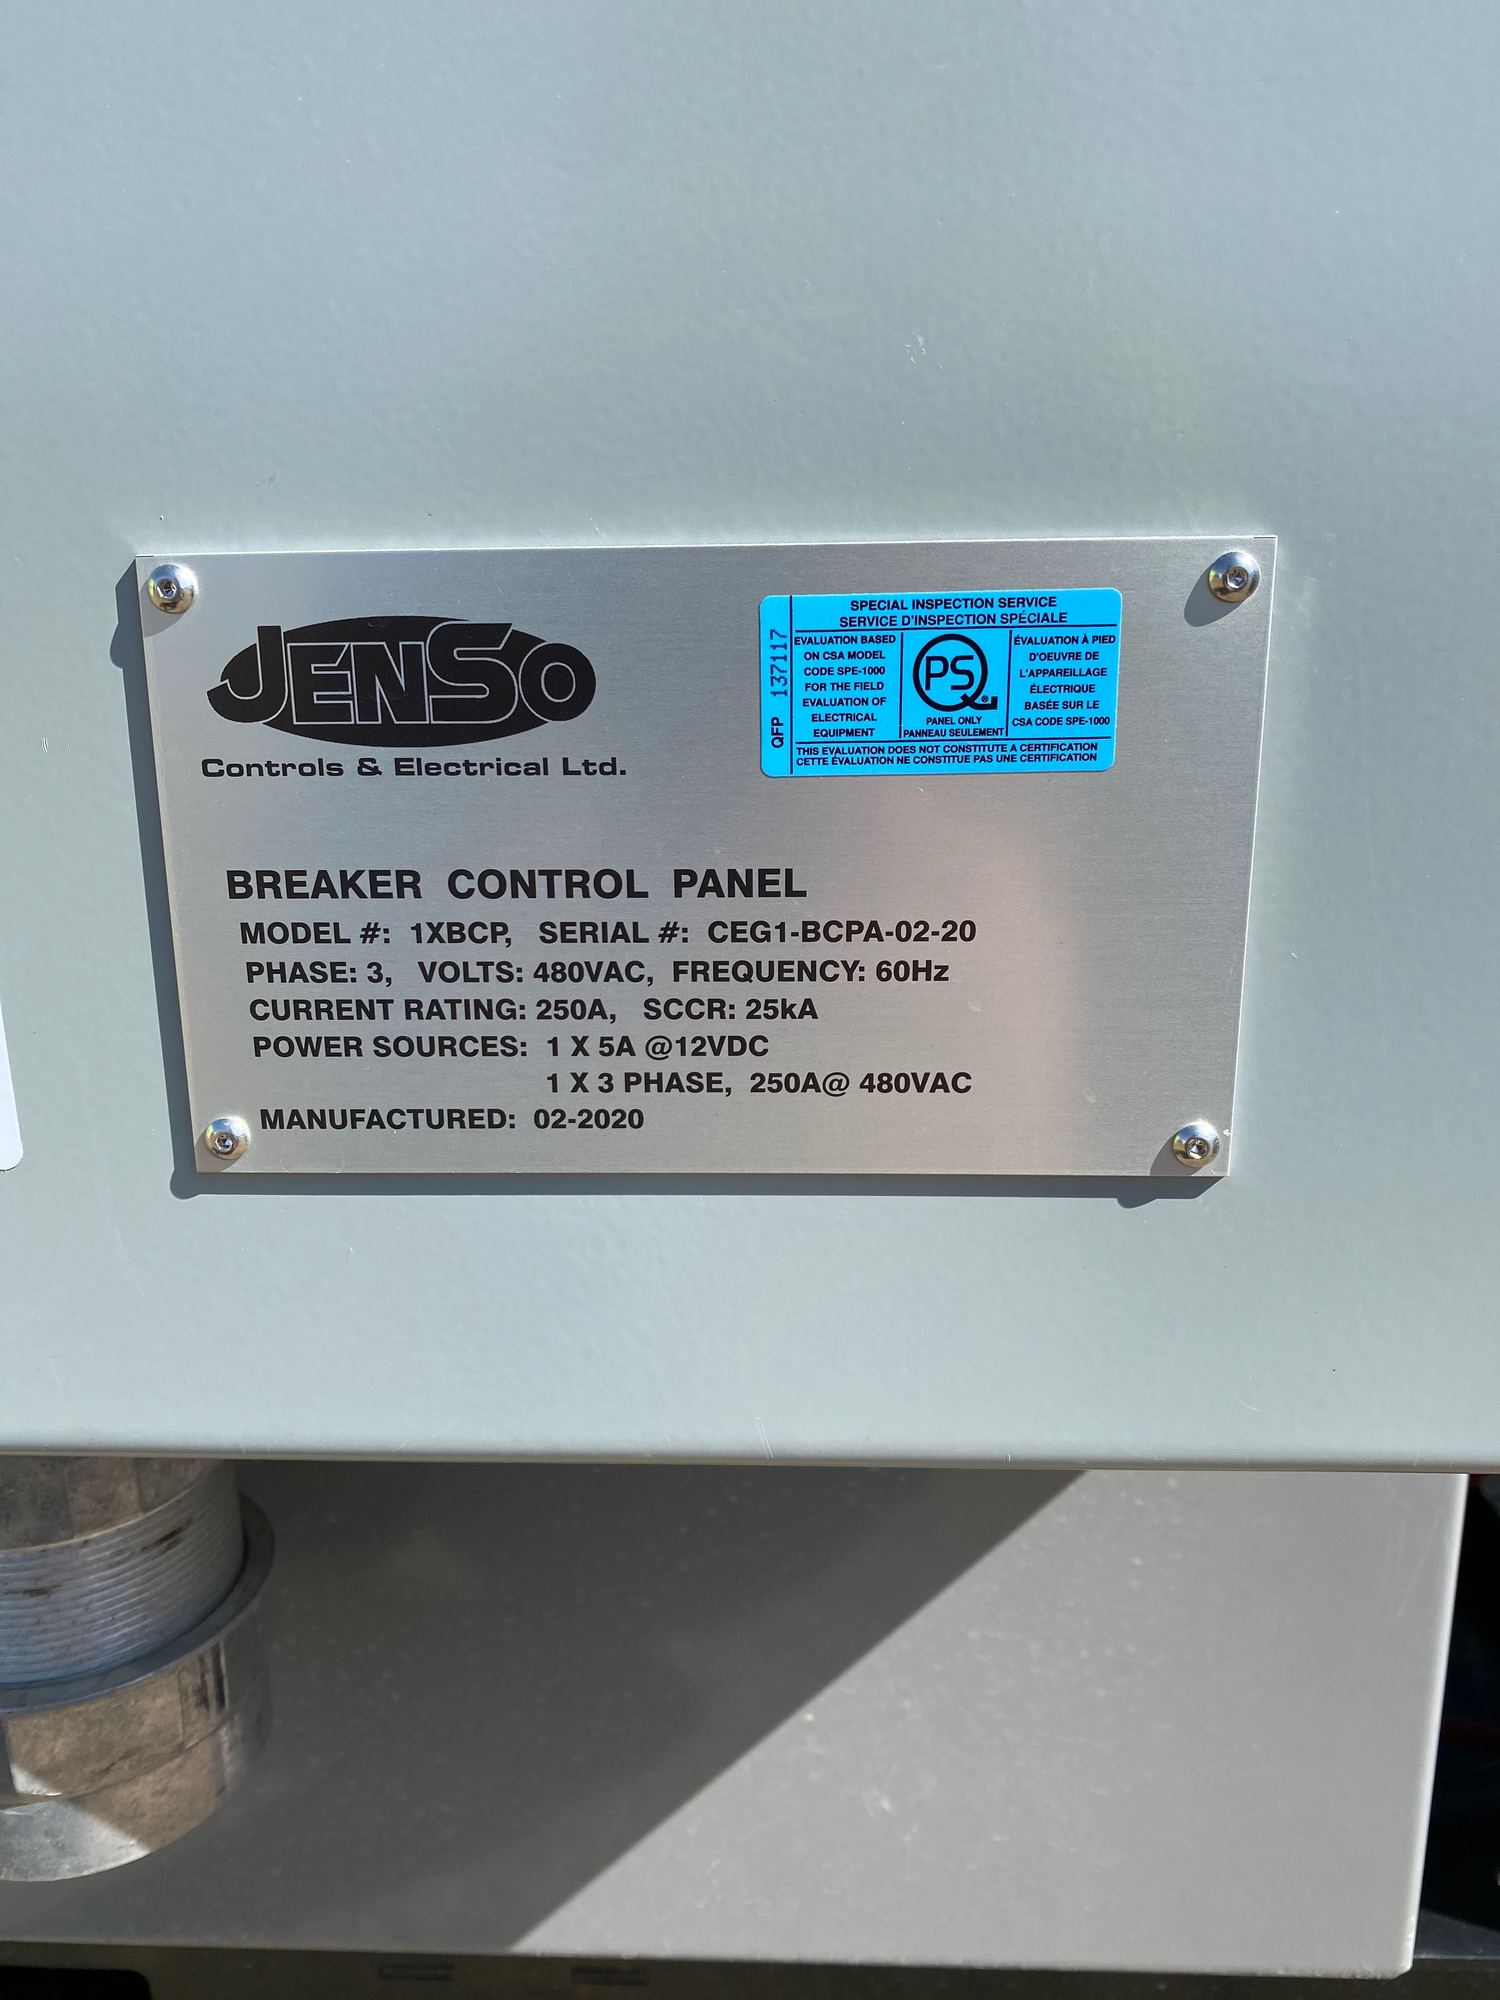 JENSO
Controls & Electrical Ltd.
QFP 137117
SPECIAL INSPECTION SERVICE
SERVICE D'INSPECTION SPÉCIALE
EVALUATION BASED
ON CSA MODEL
CODE SPE-1000
FOR THE FIELD
EVALUATION OF
ELECTRICAL
EQUIPMENT
QPS®
PANEL ONLY
PANNEAU SEULEMENT
ÉVALUATION À PIED
D'OEUVRE DE
L'APPAREILLAGE
ÉLECTRIQUE
BASÉE SUR LE
CSA CODE SPE-1000
THIS EVALUATION DOES NOT CONSTITUTE A CERTIFICATION
CETTE ÉVALUATION NE CONSTITUE PAS UNE CERTIFICATION
BREAKER CONTROL PANEL
MODEL #: 1XBCP, SERIAL #: CEG1-BCPA-02-20
PHASE: 3, VOLTS: 480VAC, FREQUENCY: 60Hz
CURRENT RATING: 250A, SCCR: 25kA
POWER SOURCES: 1 X 5A @12VDC
1 X 3 PHASE, 250A@ 480VAC
MANUFACTURED: 02-2020